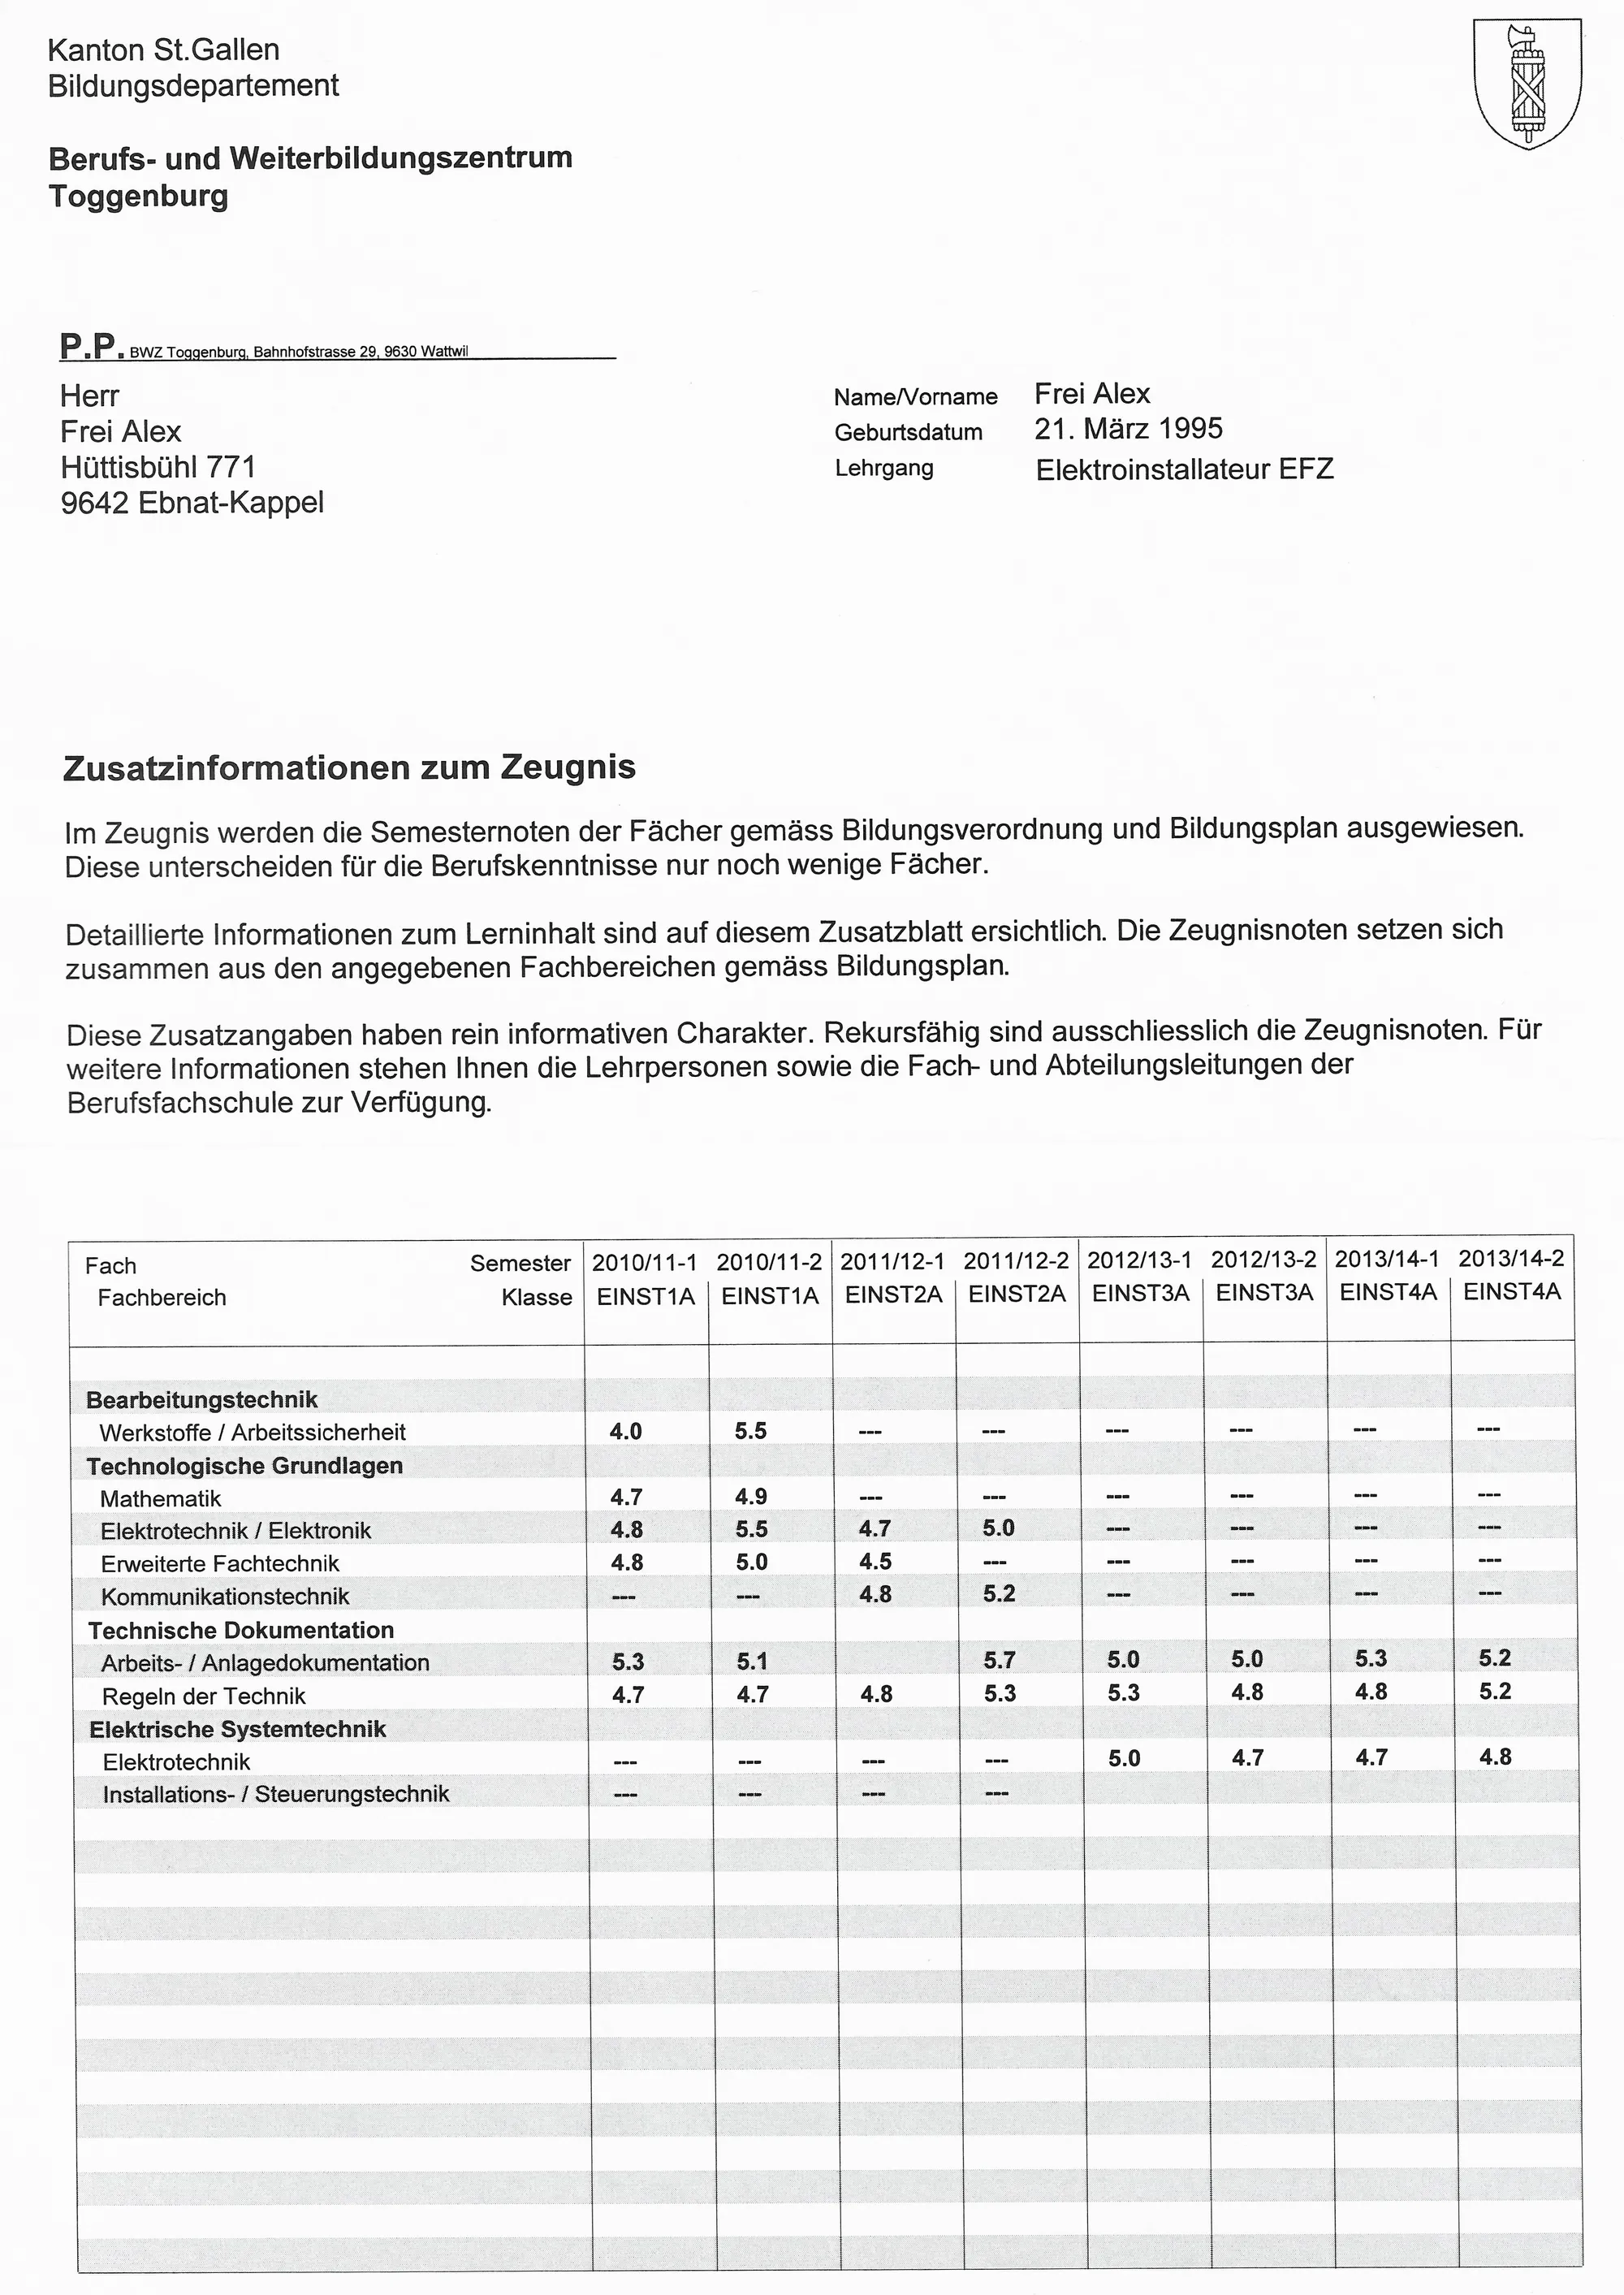 Kanton St.Gallen
Bildungsdepartement
Berufs- und Weiterbildungszentrum
Toggenburg
P.P. BWZ Toggenburg, Bahnhofstrasse 29, 9630 Wattwil
Herr
Frei Alex
Hüttisbühl 771
9642 Ebnat-Kappel
Name/Vorname Frei Alex
Geburtsdatum 21. März 1995
Lehrgang Elektroinstallateur EFZ
Zusatzinformationen zum Zeugnis
Im Zeugnis werden die Semesternoten der Fächer gemäss Bildungsverordnung und Bildungsplan ausgewiesen.
Diese unterscheiden für die Berufskenntnisse nur noch wenige Fächer.
Detaillierte Informationen zum Lerninhalt sind auf diesem Zusatzblatt ersichtlich. Die Zeugnisnoten setzen sich
zusammen aus den angegebenen Fachbereichen gemäss Bildungsplan.
Diese Zusatzangaben haben rein informativen Charakter. Rekursfähig sind ausschliesslich die Zeugnisnoten. Für
weitere Informationen stehen Ihnen die Lehrpersonen sowie die Fach- und Abteilungsleitungen der
Berufsfachschule zur Verfügung.
Fach Semester 2010/11-1 2010/11-2 2011/12-1 2011/12-2 2012/13-1 2012/13-2 2013/14-1 2013/14-2
Fachbereich Klasse EINST1A EINST1A EINST2A EINST2A EINST3A EINST3A EINST4A EINST4A
Bearbeitungstechnik
Werkstoffe / Arbeitssicherheit 4.0 5.5 --- --- --- --- --- ---
Technologische Grundlagen
Mathematik 4.7 4.9 --- --- --- --- --- ---
Elektrotechnik / Elektronik 4.8 5.5 4.7 5.0 --- --- --- ---
Erweiterte Fachtechnik 4.8 5.0 4.5 --- --- --- --- ---
Kommunikationstechnik --- --- 4.8 5.2 --- --- --- ---
Technische Dokumentation
Arbeits- / Anlagedokumentation 5.3 5.1 5.7 5.0 5.0 5.3 5.2
Regeln der Technik 4.7 4.7 4.8 5.3 5.3 4.8 4.8 5.2
Elektrische Systemtechnik
Elektrotechnik --- --- --- --- 5.0 4.7 4.7 4.8
Installations- / Steuerungstechnik --- --- --- ---